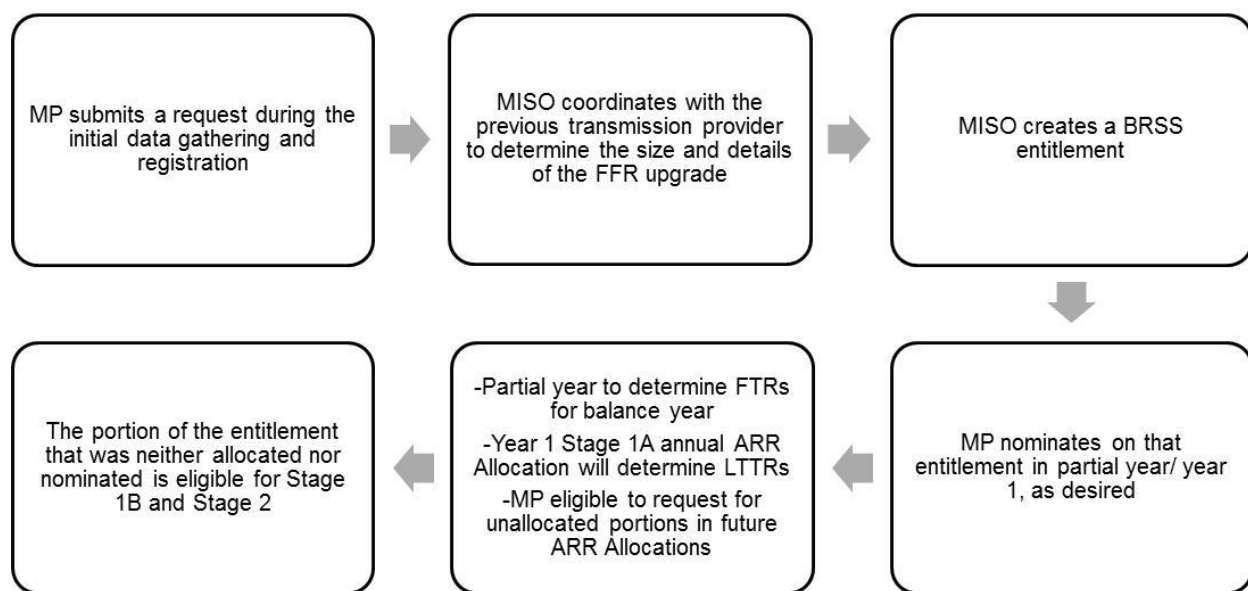 MP submits a request during the
initial data gathering and
registration
MISO coordinates with the
previous transmission provider
to determine the size and details
of the FFR upgrade
MISO creates a BRSS
entitlement
MP nominates on that
entitlement in partial year/ year
1, as desired
-Partial year to determine FTRs
for balance year
-Year 1 Stage 1A annual ARR
Allocation will determine LTTRs
-MP eligible to request for
unallocated portions in future
ARR Allocations
The portion of the entitlement
that was neither allocated nor
nominated is eligible for Stage
1B and Stage 2